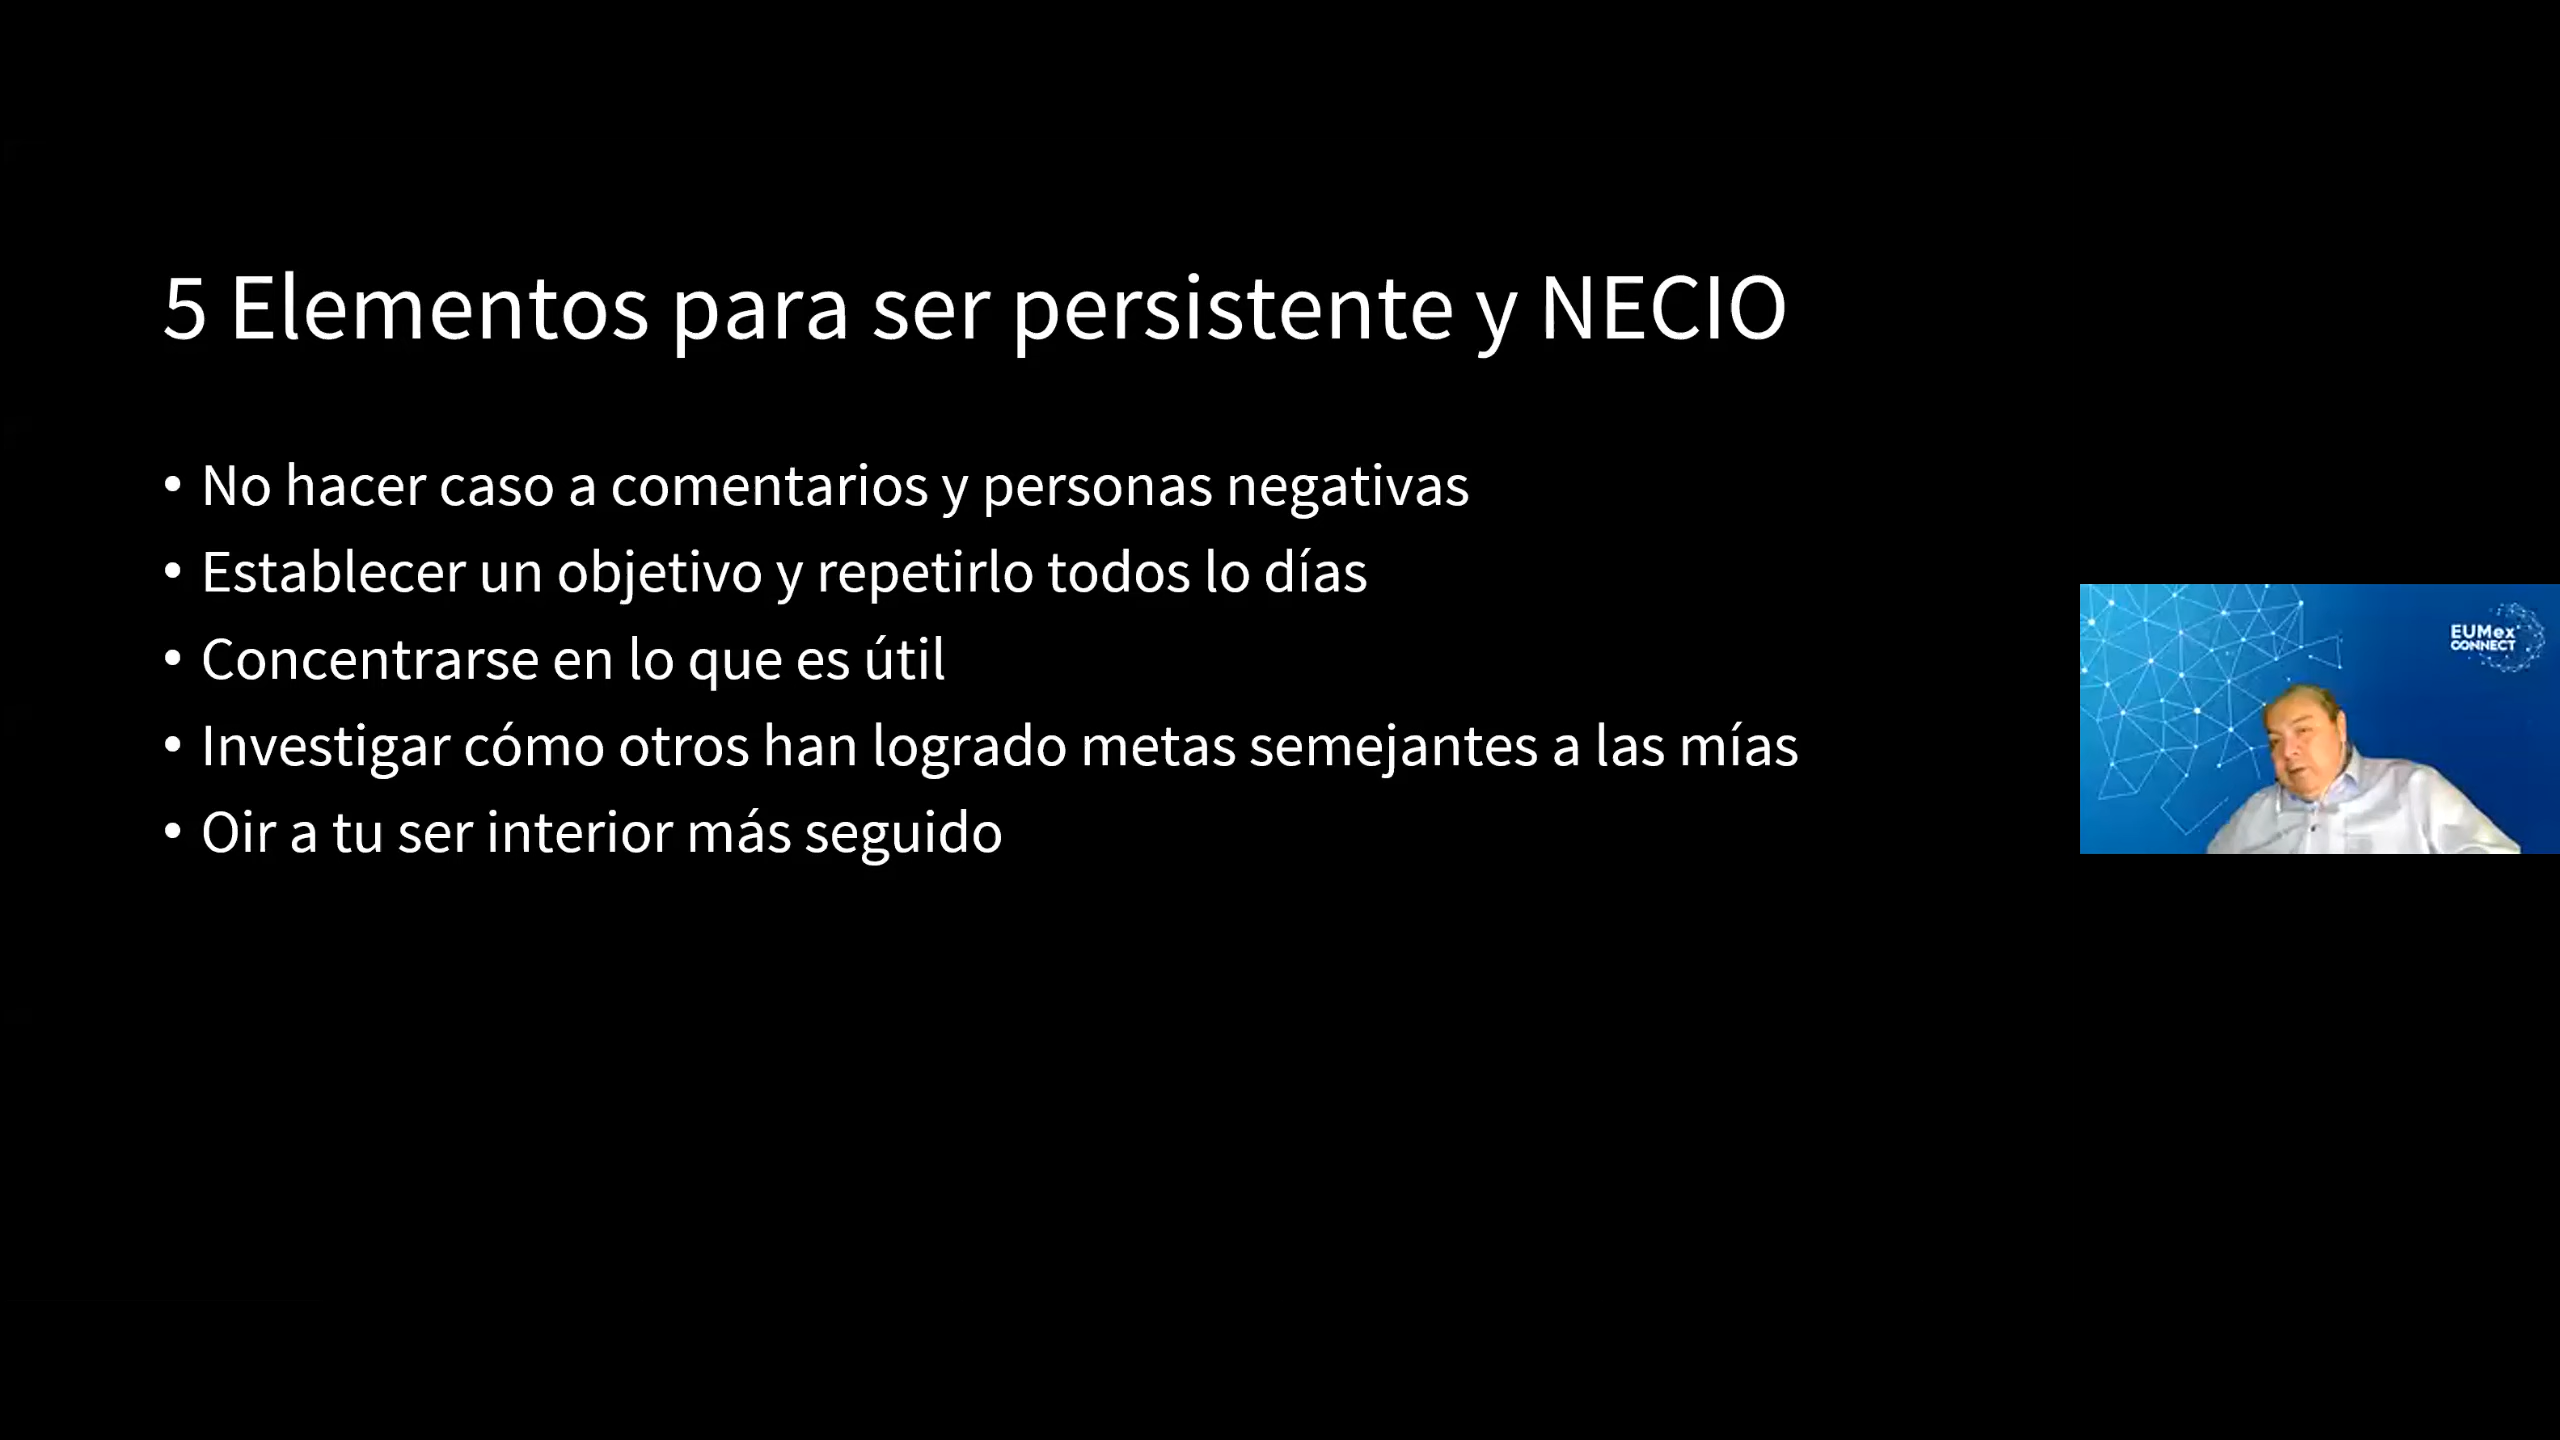 5 Elementos para ser persistente y NECIO
• No hacer caso a comentarios y personas negativas
• Establecer un objetivo y repetirlo todos lo días
• Concentrarse en lo que es útil
• Investigar cómo otros han logrado metas semejantes a las mías
• Oir a tu ser interior más seguido
EUMex
CONNECT